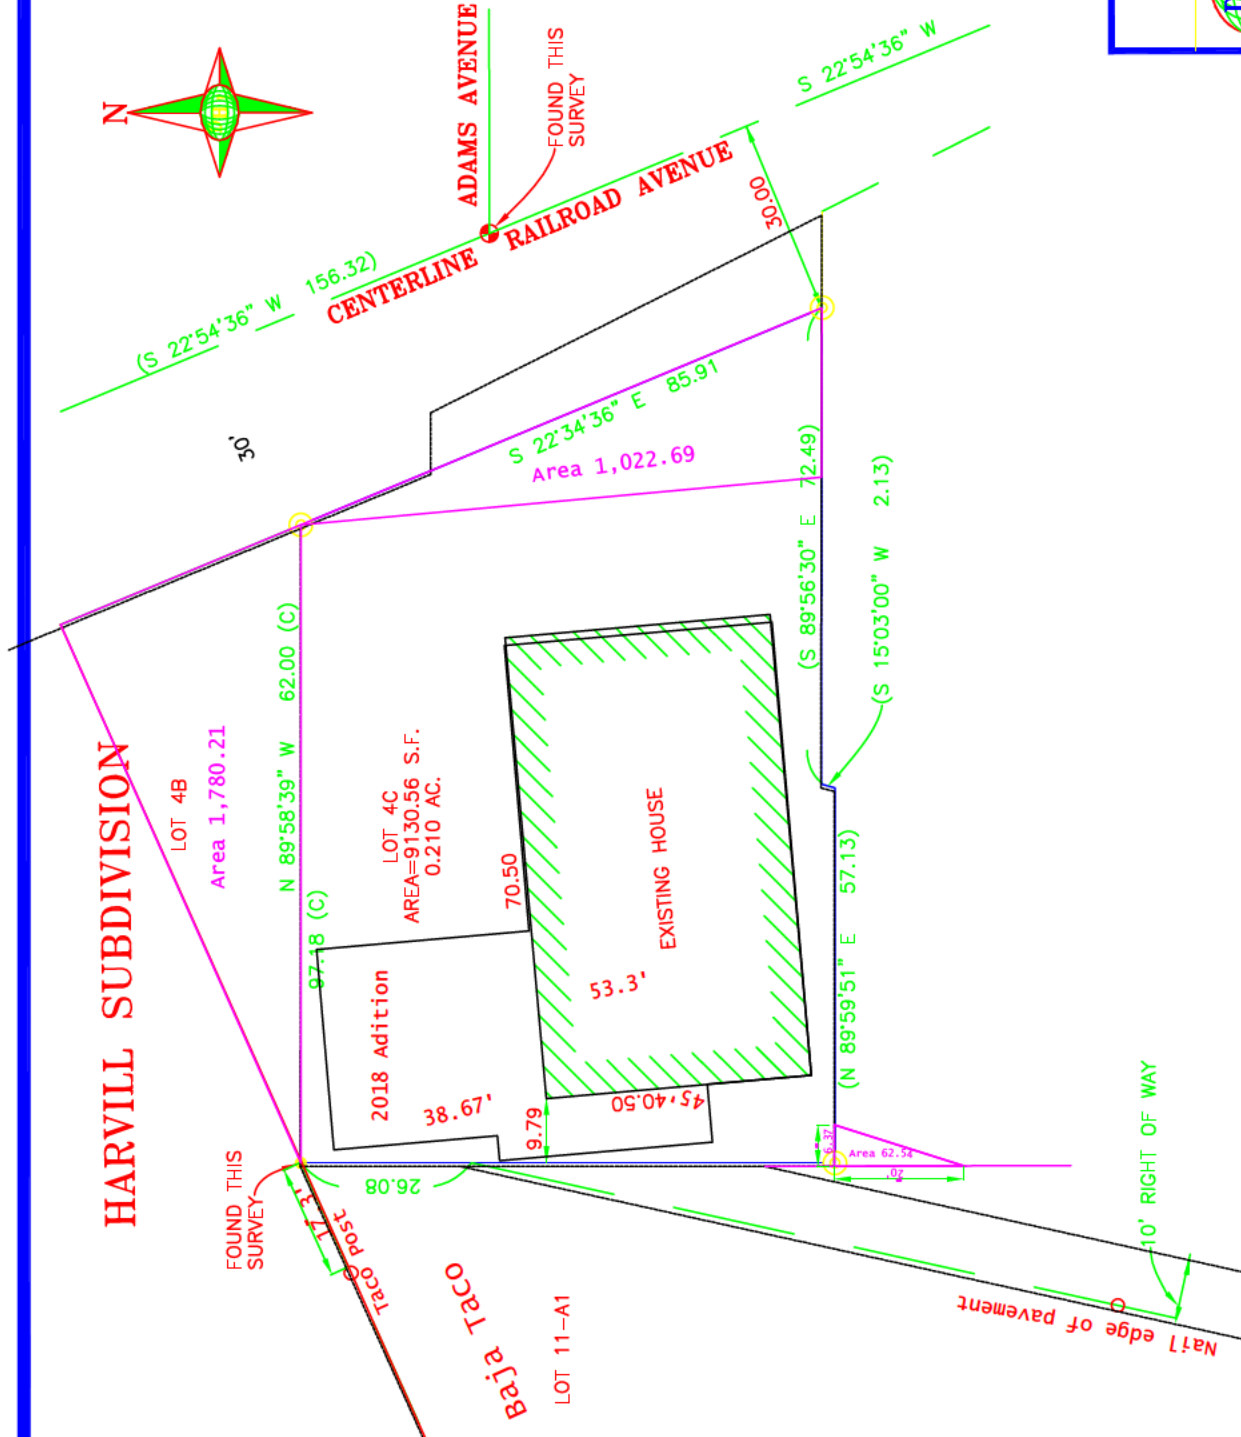 N
ADAMS AVENUE
FOUND THIS
SURVEY
S 22°54'36" W
(S 22°54'36" W 156.32)
CENTERLINE RAILROAD AVENUE
30.00
30'
S 22°34'36" E 85.91
Area 1,022.69
(S 89°56'30" E 72.49)
(S 15°03'00" W 2.13)
HARVILL SUBDIVISION
LOT 4B
Area 1,780.21
N 89°58'39" W 62.00 (C)
97.18 (C)
LOT 4C
AREA=9130.56 S.F.
0.210 AC.
70.50
EXISTING HOUSE
53.3'
2018 Adition
38.67'
9.79
(N 89°59'51" E 57.13)
6.37
Area 62.54
20'
FOUND THIS
SURVEY
17.3'
26.08
Taco Post
Baja Taco
LOT 11-A1
10' RIGHT OF WAY
Nail edge of pavement